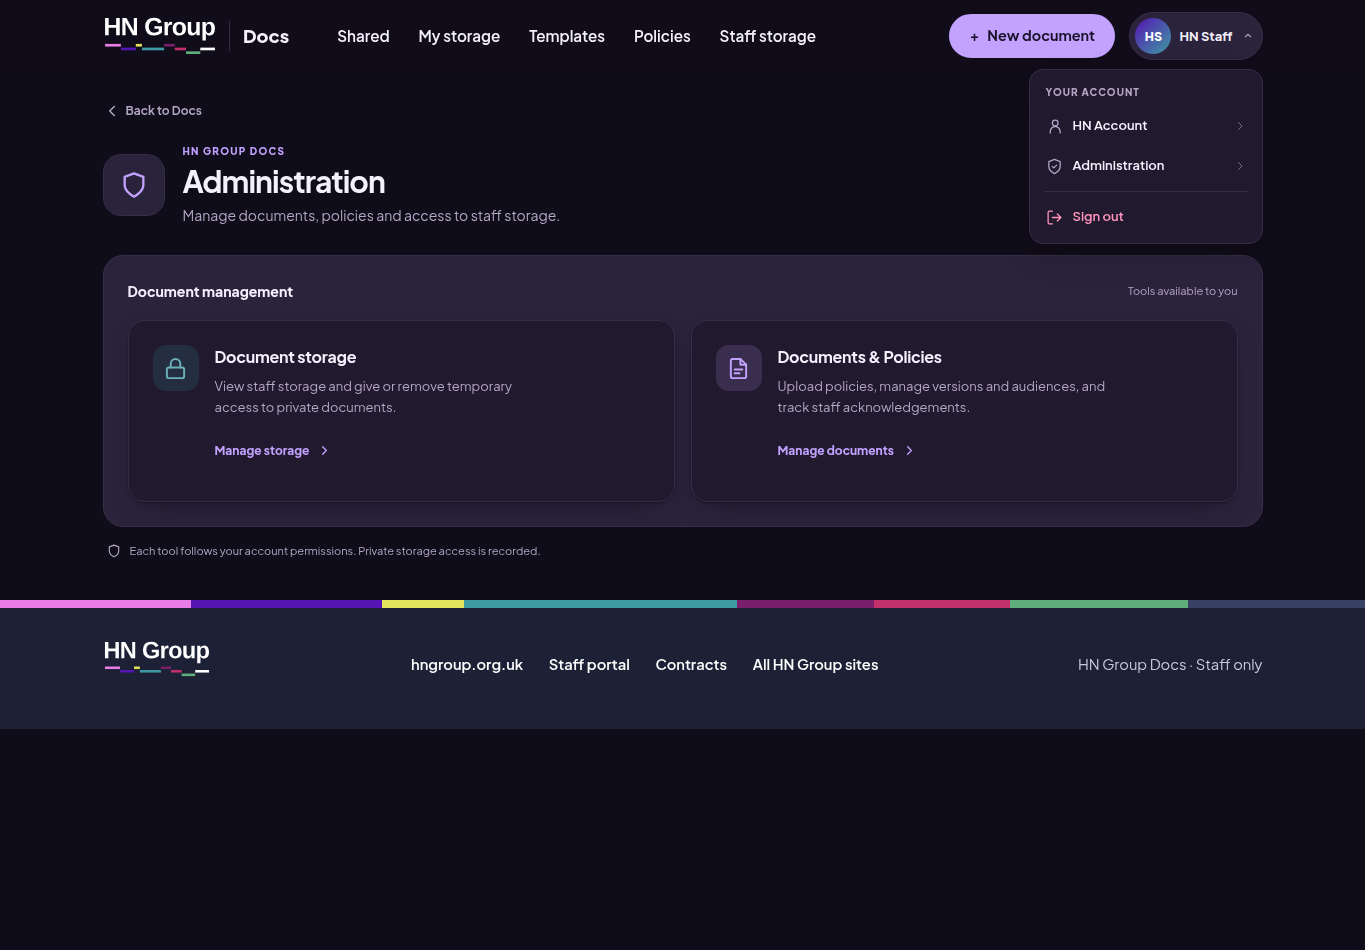 HN Group
Docs
Shared
My storage
Templates
Policies
Staff storage
+ New document
HS
HN Staff
YOUR ACCOUNT
HN Account
Administration
Sign out
Back to Docs
HN GROUP DOCS
Administration
Manage documents, policies and access to staff storage.
Document management
Tools available to you
Document storage
View staff storage and give or remove temporary
access to private documents.
Manage storage
Documents & Policies
Upload policies, manage versions and audiences, and
track staff acknowledgements.
Manage documents
Each tool follows your account permissions. Private storage access is recorded.
HN Group
hngroup.org.uk
Staff portal
Contracts
All HN Group sites
HN Group Docs · Staff only